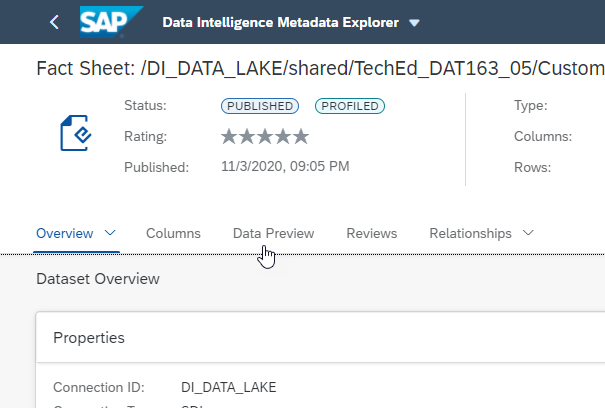 SAP Data Intelligence Metadata Explorer
Fact Sheet: /DI_DATA_LAKE/shared/TechEd_DAT163_05/Custom
Status: PUBLISHED PROFILED Type:
Rating: Columns:
Published: 11/3/2020, 09:05 PM Rows:
Overview Columns Data Preview Reviews Relationships
Dataset Overview
Properties
Connection ID: DI_DATA_LAKE